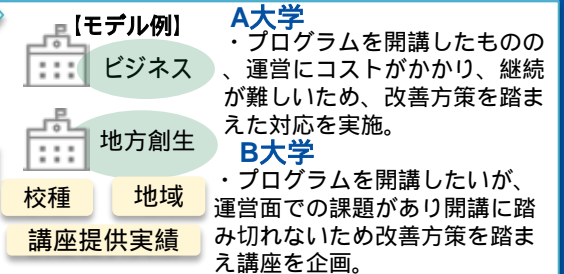 【モデル例】
ビジネス
地方創生
校種
地域
講座提供実績
A大学
・プログラムを開講したものの
、運営にコストがかかり、継続
が難しいため、改善方策を踏ま
えた対応を実施。
B大学
・プログラムを開講したいが、
運営面での課題があり開講に踏
み切れないため改善方策を踏ま
え講座を企画。